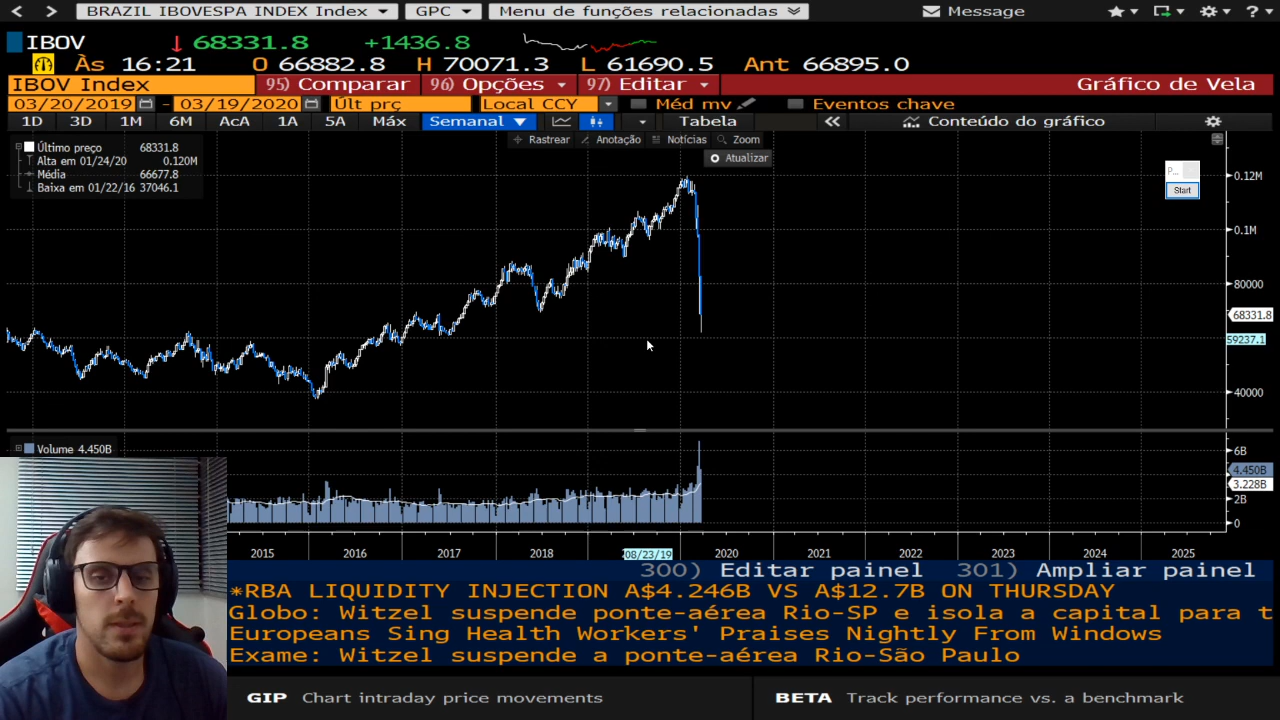 BRAZIL IBOVESPA INDEX Index GPC Menu de funções relacionadas Message
IBOV 68331.8 +1436.8
Às 16:21 O 66882.8 H 70071.3 L 61690.5 Ant 66895.0
IBOV Index 95) Comparar 96) Opções 97) Editar Gráfico de Vela
03/20/2019 - 03/19/2020 Últ prç Local CCY Méd mv Eventos chave
1D 3D 1M 6M AcA 1A 5A Máx Semanal Tabela Conteúdo do gráfico
Rastrear Anotação Notícias Zoom
Atualizar
Último preço 68331.8
Alta em 01/24/20 0.120M
Média 66677.8
Baixa em 01/22/16 37046.1
P...
Start
0.12M
0.1M
80000
68331.8
59237.1
40000
Volume 4.450B
6B
4.450B
3.228B
2B
0
2015 2016 2017 2018 08/23/19 2020 2021 2022 2023 2024 2025
300) Editar painel 301) Ampliar painel
*RBA LIQUIDITY INJECTION A$4.246B VS A$12.7B ON THURSDAY
Globo: Witzel suspende ponte-aérea Rio-SP e isola a capital para t
Europeans Sing Health Workers' Praises Nightly From Windows
Exame: Witzel suspende a ponte-aérea Rio-São Paulo
GIP Chart intraday price movements BETA Track performance vs. a benchmark